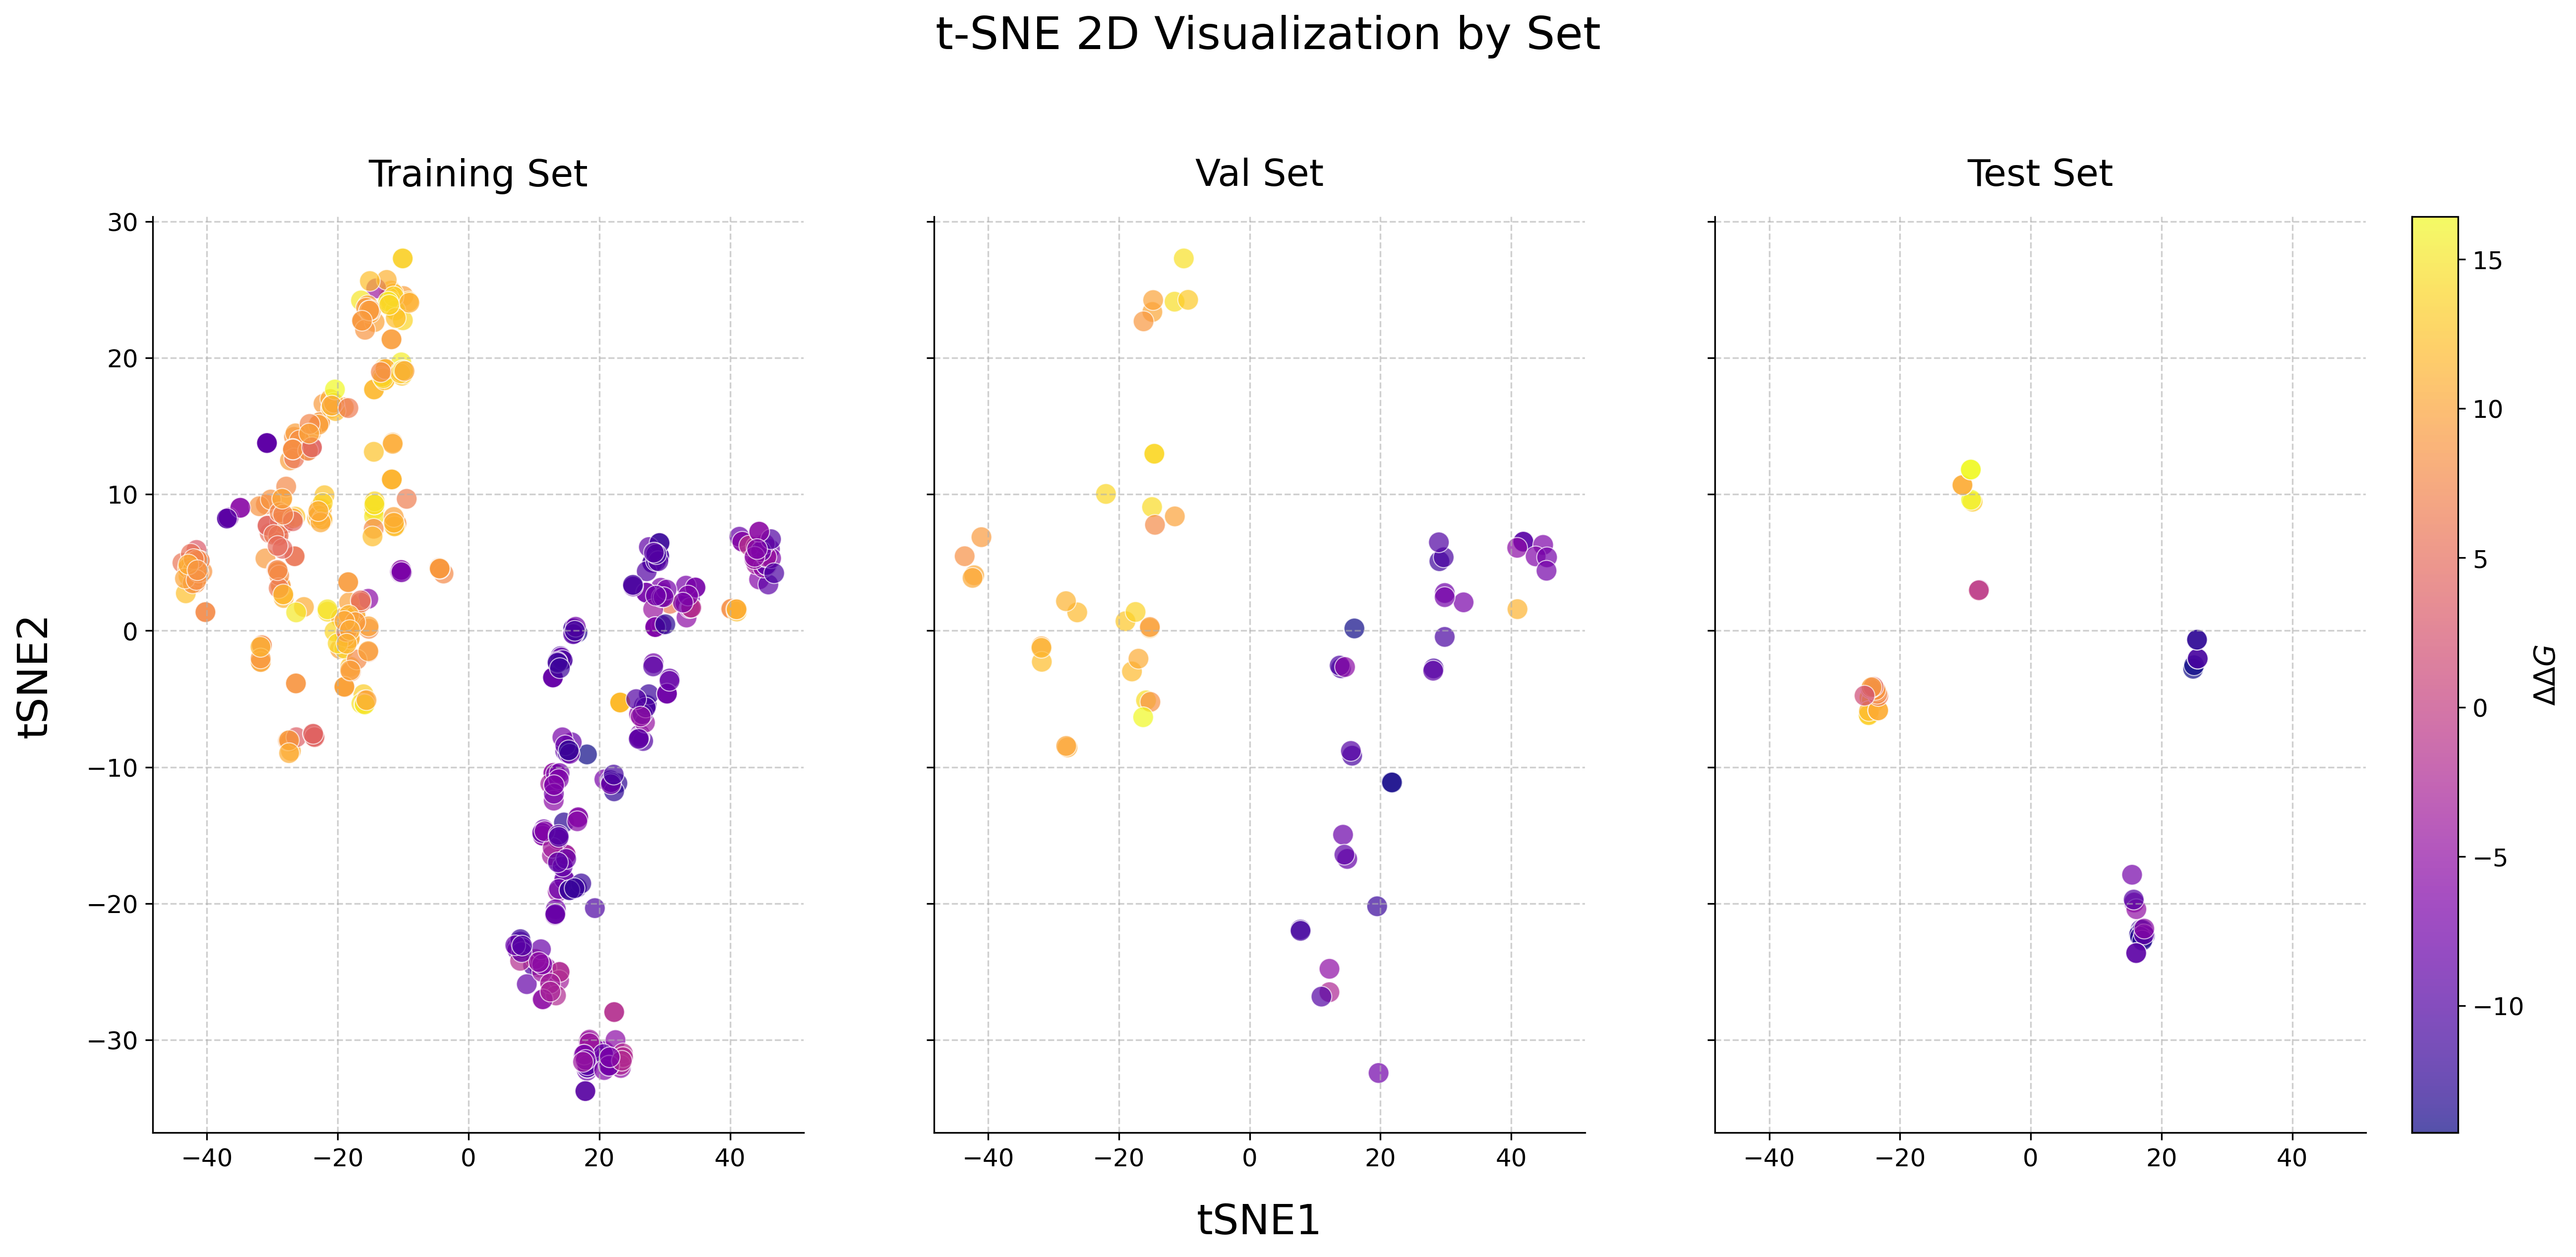 t-SNE 2D Visualization by Set
Training Set
Val Set
Test Set
tSNE2
30
20
10
0
−10
−20
−30
−40 −20 0 20 40
−40 −20 0 20 40
−40 −20 0 20 40
tSNE1
15
10
5
0
−5
−10
ΔΔG